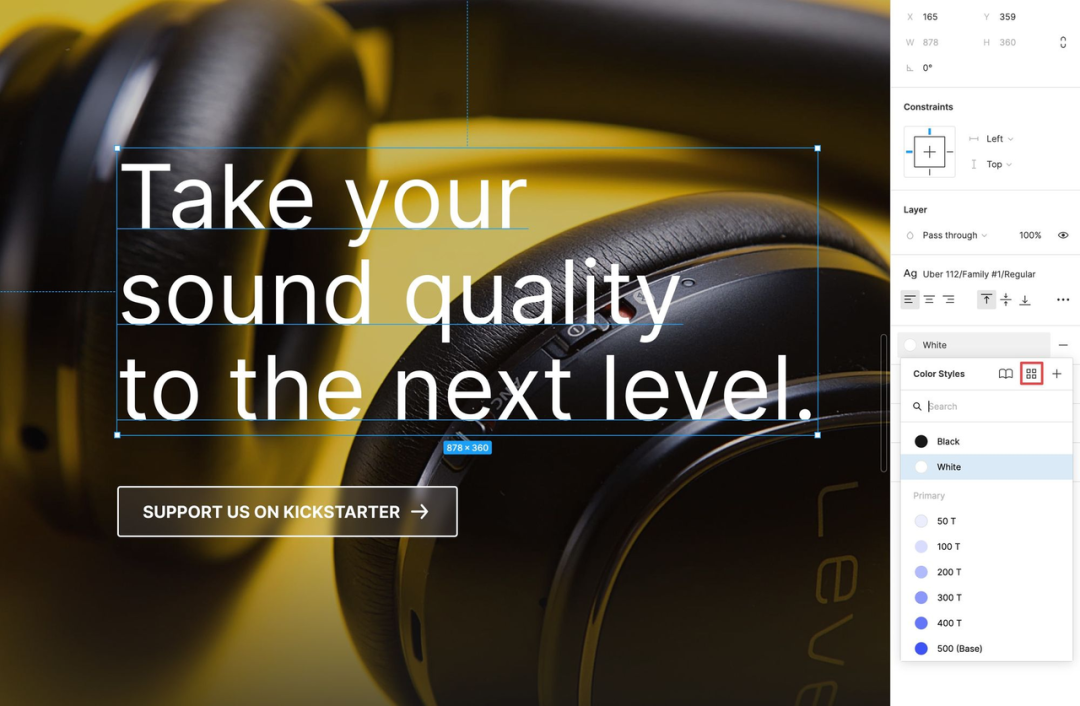 Take your
sound quality
to the next level.
878 × 360
SUPPORT US ON KICKSTARTER →
Level
X 165 Y 359
W 878 H 360
0°
Constraints
Left
Top
Layer
Pass through 100%
Ag Uber 112/Family #1/Regular
White
Color Styles
Search
Black
White
Primary
50 T
100 T
200 T
300 T
400 T
500 (Base)